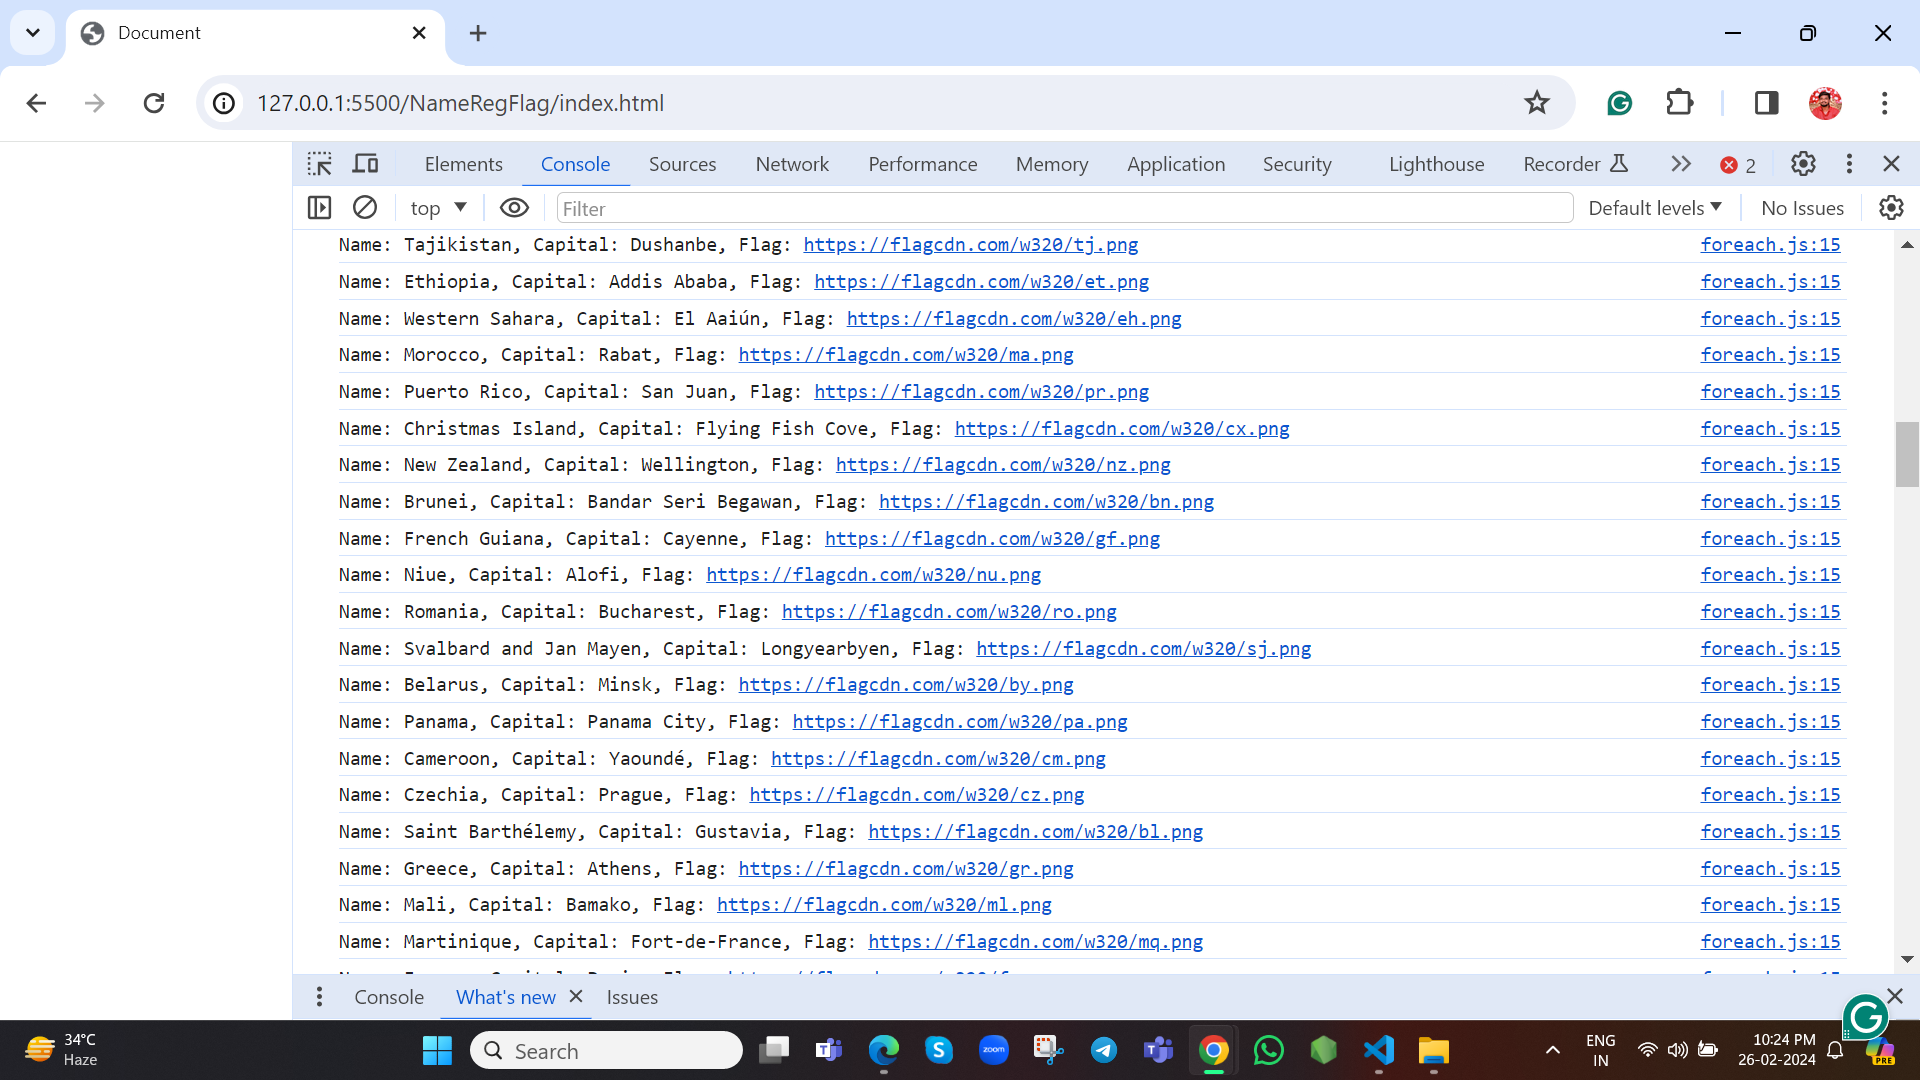 Document
127.0.0.1:5500/NameRegFlag/index.html
Elements Console Sources Network Performance Memory Application Security Lighthouse Recorder 2
top Filter Default levels No Issues
Name: Tajikistan, Capital: Dushanbe, Flag: https://flagcdn.com/w320/tj.png foreach.js:15
Name: Ethiopia, Capital: Addis Ababa, Flag: https://flagcdn.com/w320/et.png foreach.js:15
Name: Western Sahara, Capital: El Aaiún, Flag: https://flagcdn.com/w320/eh.png foreach.js:15
Name: Morocco, Capital: Rabat, Flag: https://flagcdn.com/w320/ma.png foreach.js:15
Name: Puerto Rico, Capital: San Juan, Flag: https://flagcdn.com/w320/pr.png foreach.js:15
Name: Christmas Island, Capital: Flying Fish Cove, Flag: https://flagcdn.com/w320/cx.png foreach.js:15
Name: New Zealand, Capital: Wellington, Flag: https://flagcdn.com/w320/nz.png foreach.js:15
Name: Brunei, Capital: Bandar Seri Begawan, Flag: https://flagcdn.com/w320/bn.png foreach.js:15
Name: French Guiana, Capital: Cayenne, Flag: https://flagcdn.com/w320/gf.png foreach.js:15
Name: Niue, Capital: Alofi, Flag: https://flagcdn.com/w320/nu.png foreach.js:15
Name: Romania, Capital: Bucharest, Flag: https://flagcdn.com/w320/ro.png foreach.js:15
Name: Svalbard and Jan Mayen, Capital: Longyearbyen, Flag: https://flagcdn.com/w320/sj.png foreach.js:15
Name: Belarus, Capital: Minsk, Flag: https://flagcdn.com/w320/by.png foreach.js:15
Name: Panama, Capital: Panama City, Flag: https://flagcdn.com/w320/pa.png foreach.js:15
Name: Cameroon, Capital: Yaoundé, Flag: https://flagcdn.com/w320/cm.png foreach.js:15
Name: Czechia, Capital: Prague, Flag: https://flagcdn.com/w320/cz.png foreach.js:15
Name: Saint Barthélemy, Capital: Gustavia, Flag: https://flagcdn.com/w320/bl.png foreach.js:15
Name: Greece, Capital: Athens, Flag: https://flagcdn.com/w320/gr.png foreach.js:15
Name: Mali, Capital: Bamako, Flag: https://flagcdn.com/w320/ml.png foreach.js:15
Name: Martinique, Capital: Fort-de-France, Flag: https://flagcdn.com/w320/mq.png foreach.js:15
Console What's new Issues
34°C
Haze
Search
zoom
ENG
IN
10:24 PM
26-02-2024
PRE